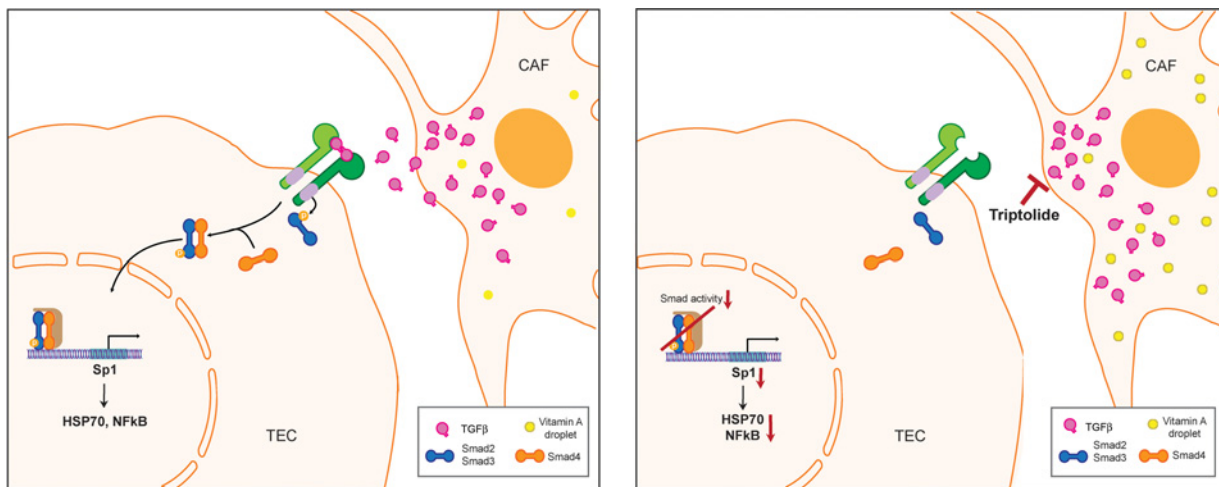 CAF
P
P
P
Sp1
HSP70, NFkB
TEC
TGFβ
Vitamin A
droplet
Smad2
Smad3
Smad4
CAF
Triptolide
Smad activity
P
Sp1
HSP70
NFkB
TEC
TGFβ
Vitamin A
droplet
Smad2
Smad3
Smad4